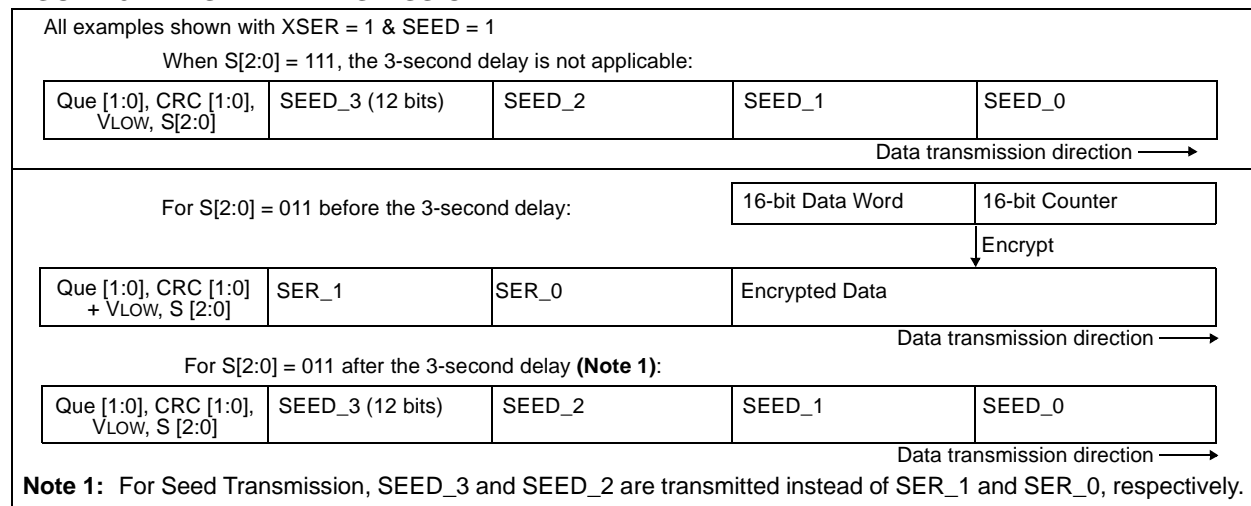 All examples shown with XSER = 1 & SEED = 1
When S[2:0] = 111, the 3-second delay is not applicable:
Que [1:0], CRC [1:0],
VLOW, S[2:0]
SEED_3 (12 bits)
SEED_2
SEED_1
SEED_0
Data transmission direction
For S[2:0] = 011 before the 3-second delay:
16-bit Data Word
16-bit Counter
Encrypt
Que [1:0], CRC [1:0]
+ VLOW, S [2:0]
SER_1
SER_0
Encrypted Data
Data transmission direction
For S[2:0] = 011 after the 3-second delay (Note 1):
Que [1:0], CRC [1:0],
VLOW, S [2:0]
SEED_3 (12 bits)
SEED_2
SEED_1
SEED_0
Data transmission direction
Note 1: For Seed Transmission, SEED_3 and SEED_2 are transmitted instead of SER_1 and SER_0, respectively.